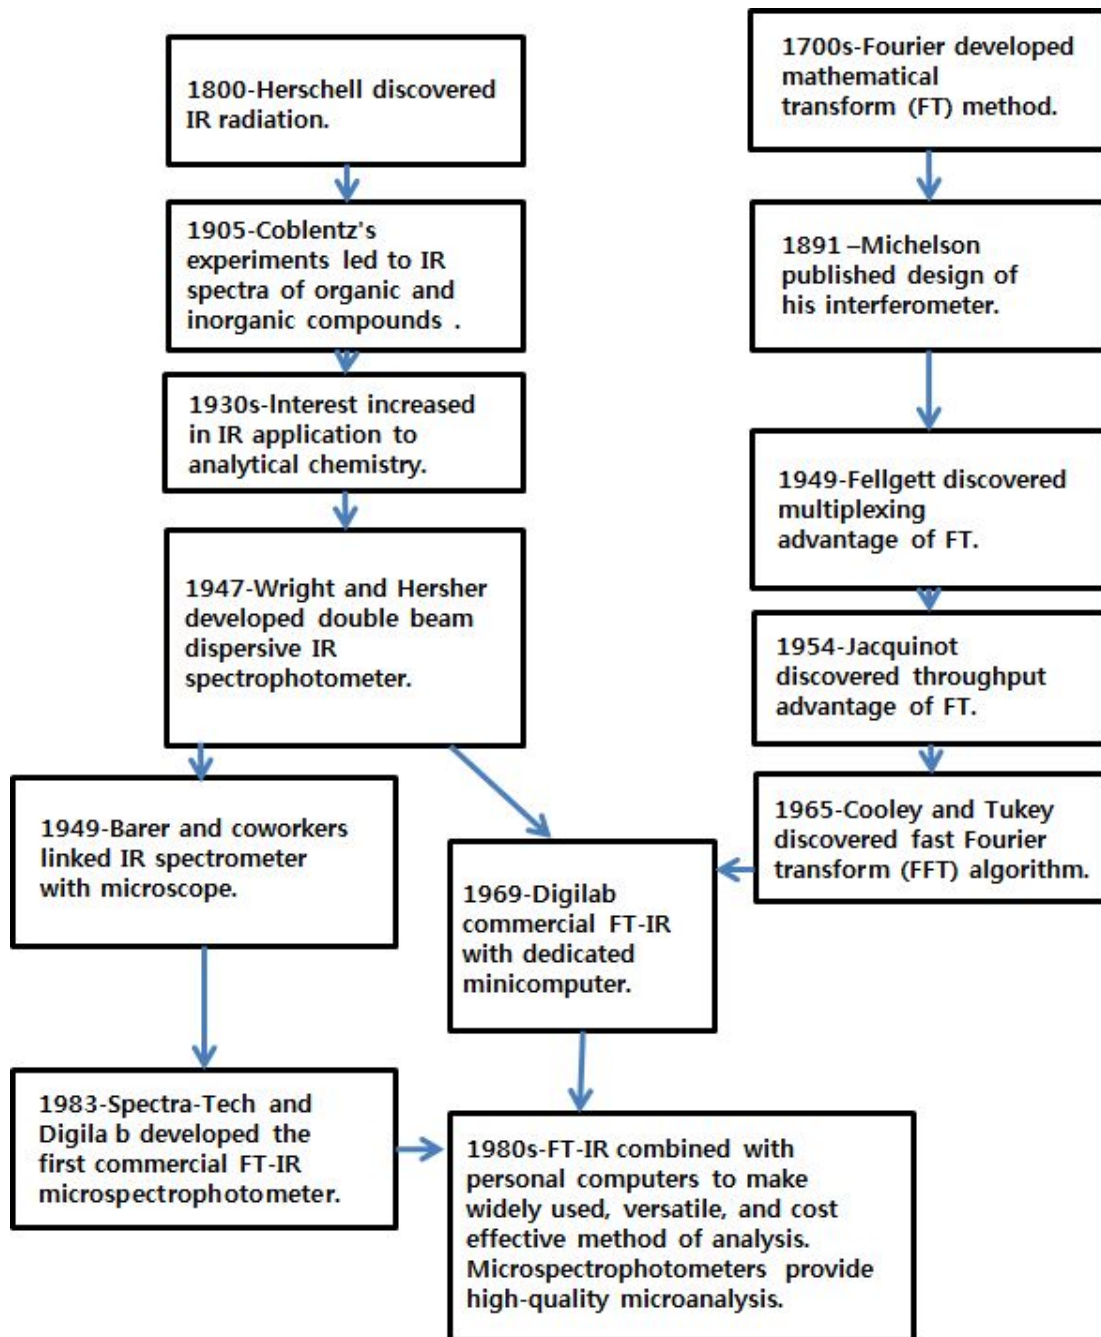 1800-Herschell discovered
IR radiation.
1905-Coblentz's
experiments led to IR
spectra of organic and
inorganic compounds .
1930s-Interest increased
in IR application to
analytical chemistry.
1947-Wright and Hersher
developed double beam
dispersive IR
spectrophotometer.
1949-Barer and coworkers
linked IR spectrometer
with microscope.
1983-Spectra-Tech and
Digila b developed the
first commercial FT-IR
microspectrophotometer.
1700s-Fourier developed
mathematical
transform (FT) method.
1891 –Michelson
published design of
his interferometer.
1949-Fellgett discovered
multiplexing
advantage of FT.
1954-Jacquinot
discovered throughput
advantage of FT.
1965-Cooley and Tukey
discovered fast Fourier
transform (FFT) algorithm.
1969-Digilab
commercial FT-IR
with dedicated
minicomputer.
1980s-FT-IR combined with
personal computers to make
widely used, versatile, and cost
effective method of analysis.
Microspectrophotometers provide
high-quality microanalysis.